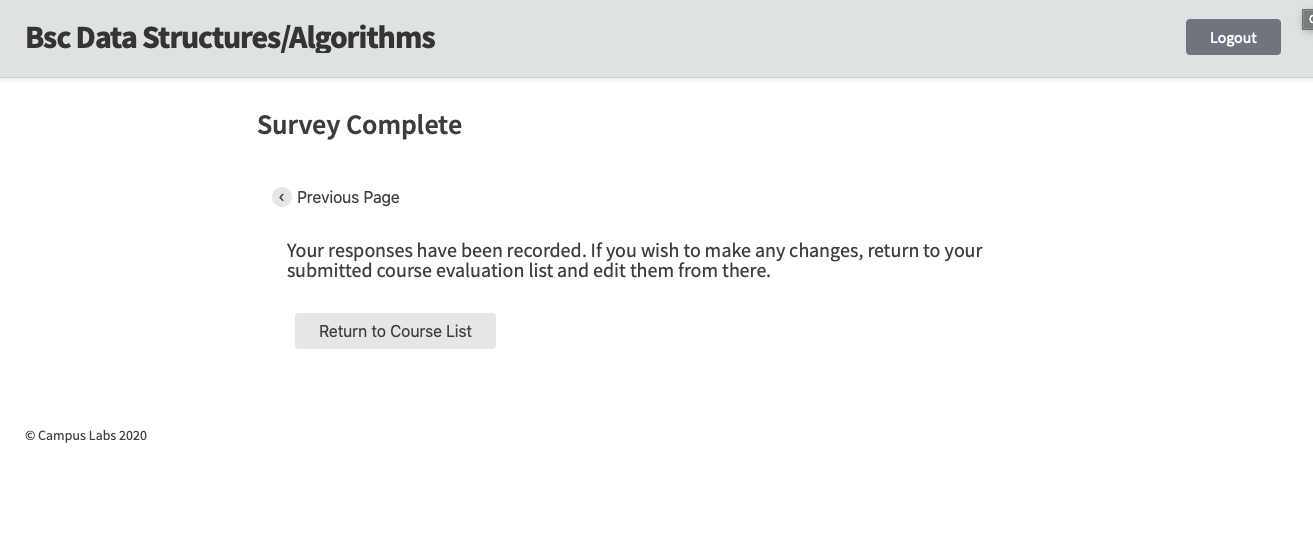 Bsc Data Structures/Algorithms
Logout
Survey Complete
Previous Page
Your responses have been recorded. If you wish to make any changes, return to your
submitted course evaluation list and edit them from there.
Return to Course List
© Campus Labs 2020